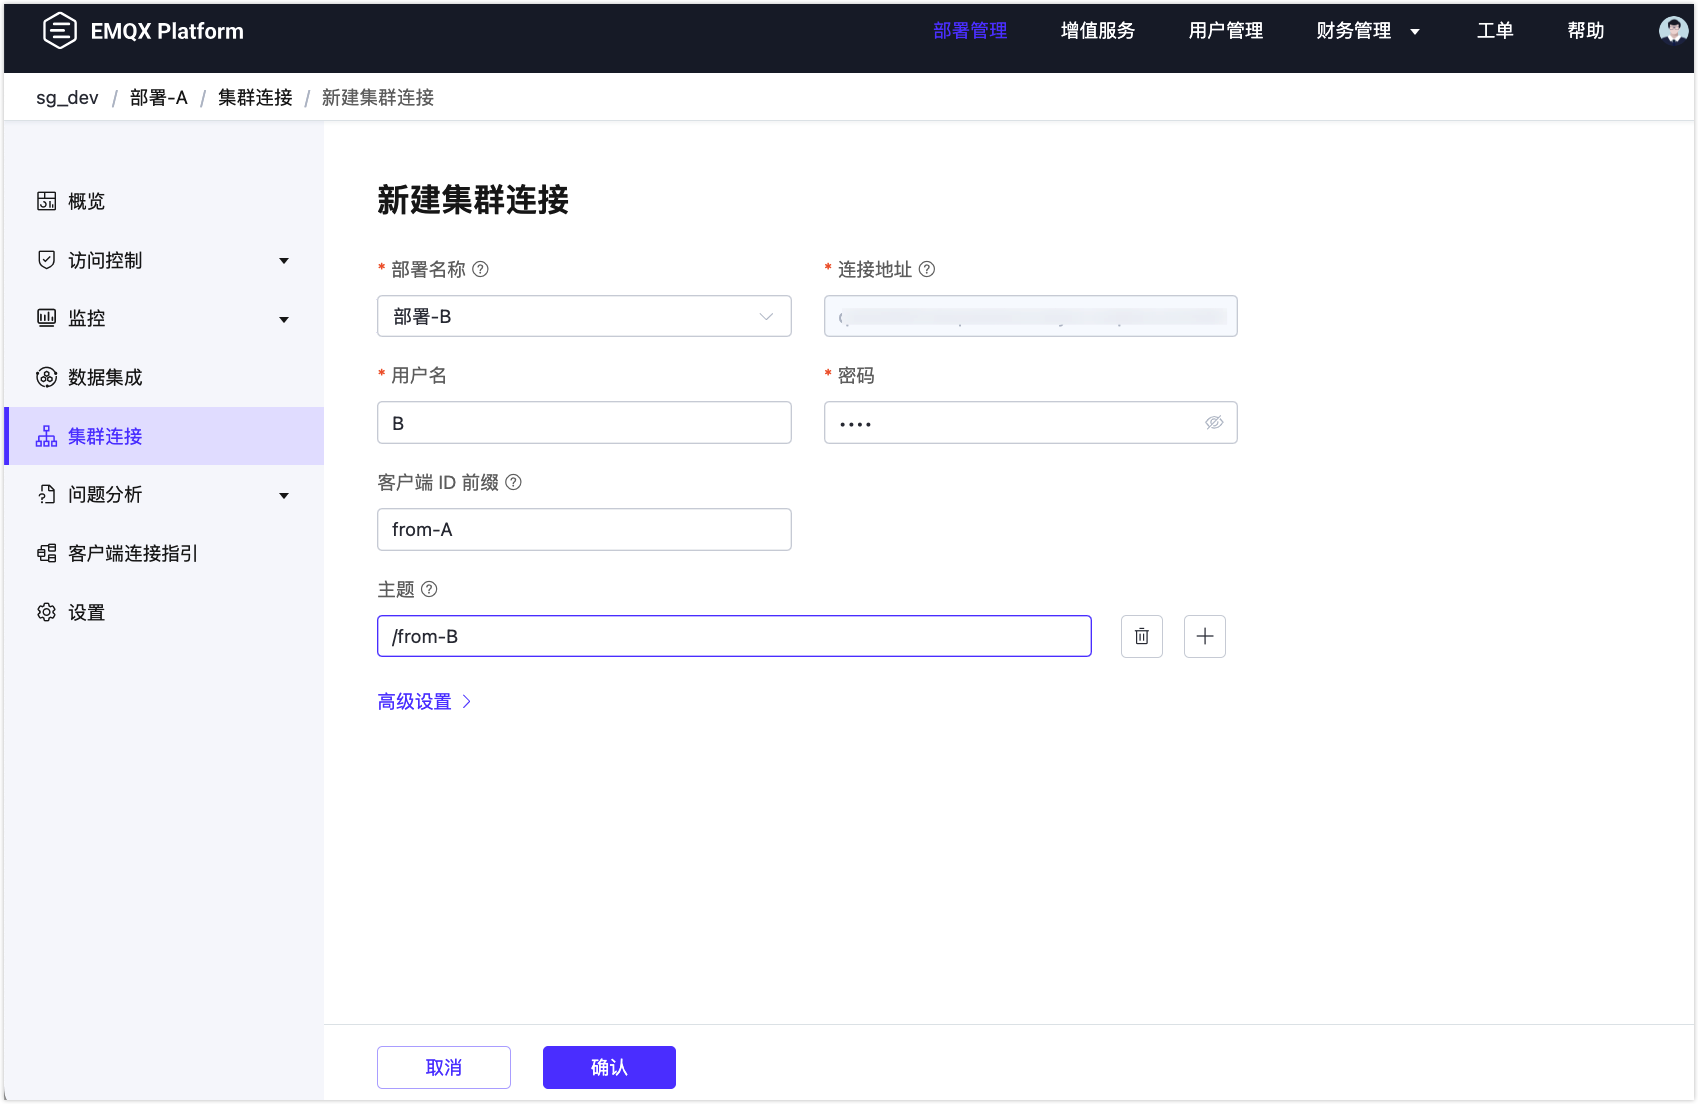 EMQX Platform
部署管理 增值服务 用户管理 财务管理 工单 帮助
sg_dev / 部署-A / 集群连接 / 新建集群连接
概览
访问控制
监控
数据集成
集群连接
问题分析
客户端连接指引
设置
新建集群连接
* 部署名称 * 连接地址
部署-B
* 用户名 * 密码
B ••••
客户端 ID 前缀
from-A
主题
/from-B
高级设置
取消 确认